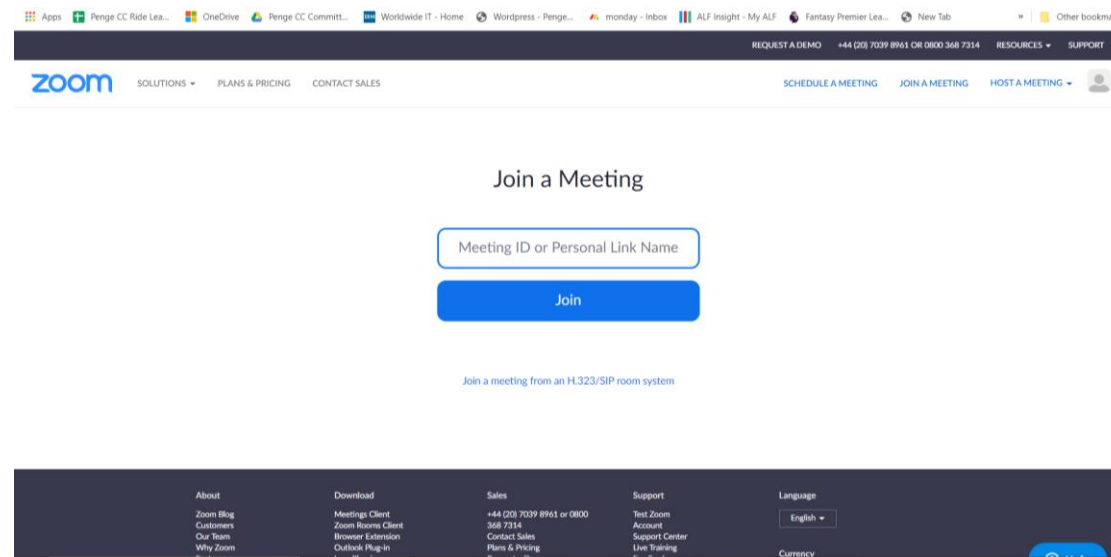 Apps Penge CC Ride Lea... OneDrive Penge CC Committ... IBM Worldwide IT - Home Wordpress - Penge... monday - Inbox ALF Insight - My ALF Fantasy Premier Lea... New Tab » Other bookma
REQUEST A DEMO +44 (20) 7039 8961 OR 0800 368 7314 RESOURCES SUPPORT
zoom SOLUTIONS PLANS & PRICING CONTACT SALES SCHEDULE A MEETING JOIN A MEETING HOST A MEETING
Join a Meeting
Meeting ID or Personal Link Name
Join
Join a meeting from an H.323/SIP room system
About Download Sales Support Language
Zoom Blog Meetings Client +44 (20) 7039 8961 or 0800 Test Zoom English
Customers Zoom Rooms Client 368 7314 Account
Our Team Browser Extension Contact Sales Support Center
Why Zoom Outlook Plug-in Plans & Pricing Live Training Currency